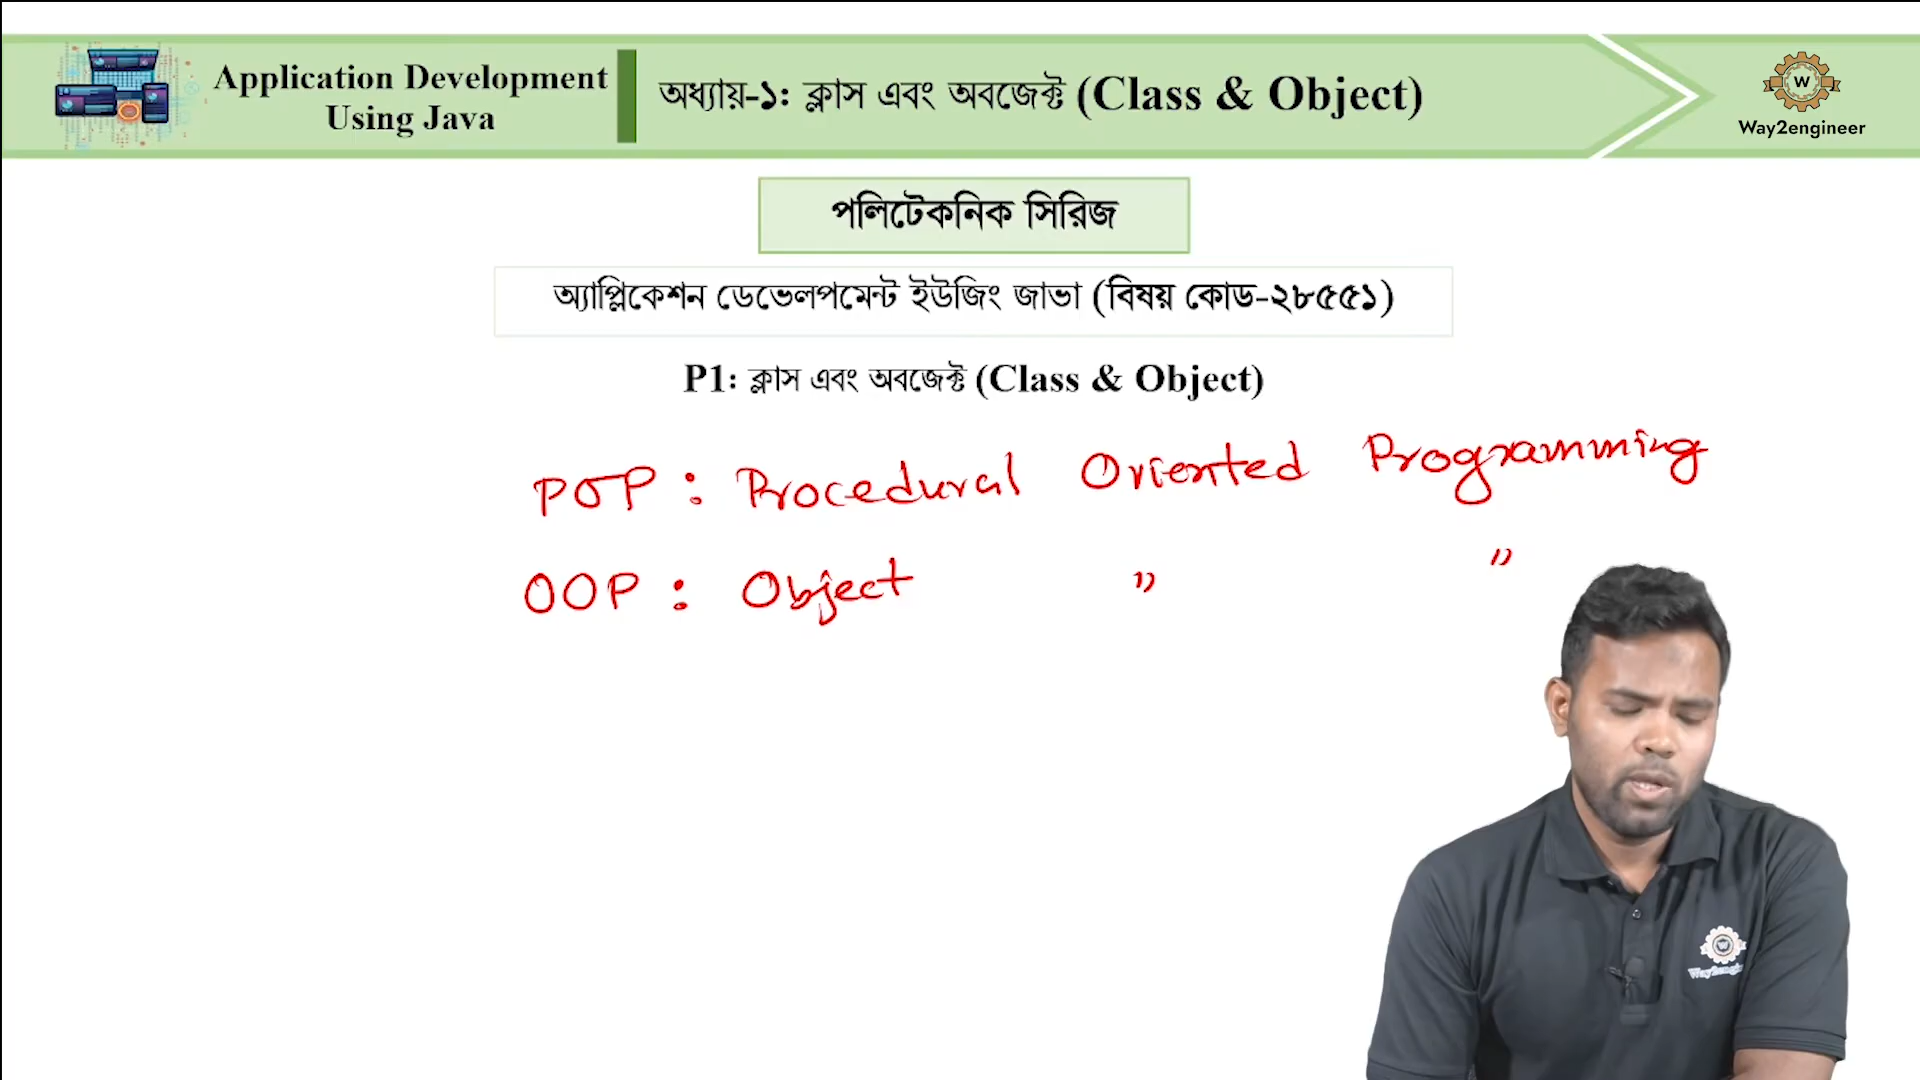 Application Development
Using Java
অধ্যায়-১: ক্লাস এবং অবজেক্ট (Class & Object)
W
Way2engineer
পলিটেকনিক সিরিজ
অ্যাপ্লিকেশন ডেভেলপমেন্ট ইউজিং জাভা (বিষয় কোড-২৮৫৫১)
P1: ক্লাস এবং অবজেক্ট (Class & Object)
POP : Procedural Oriented Programming
OOP : Object " "
W